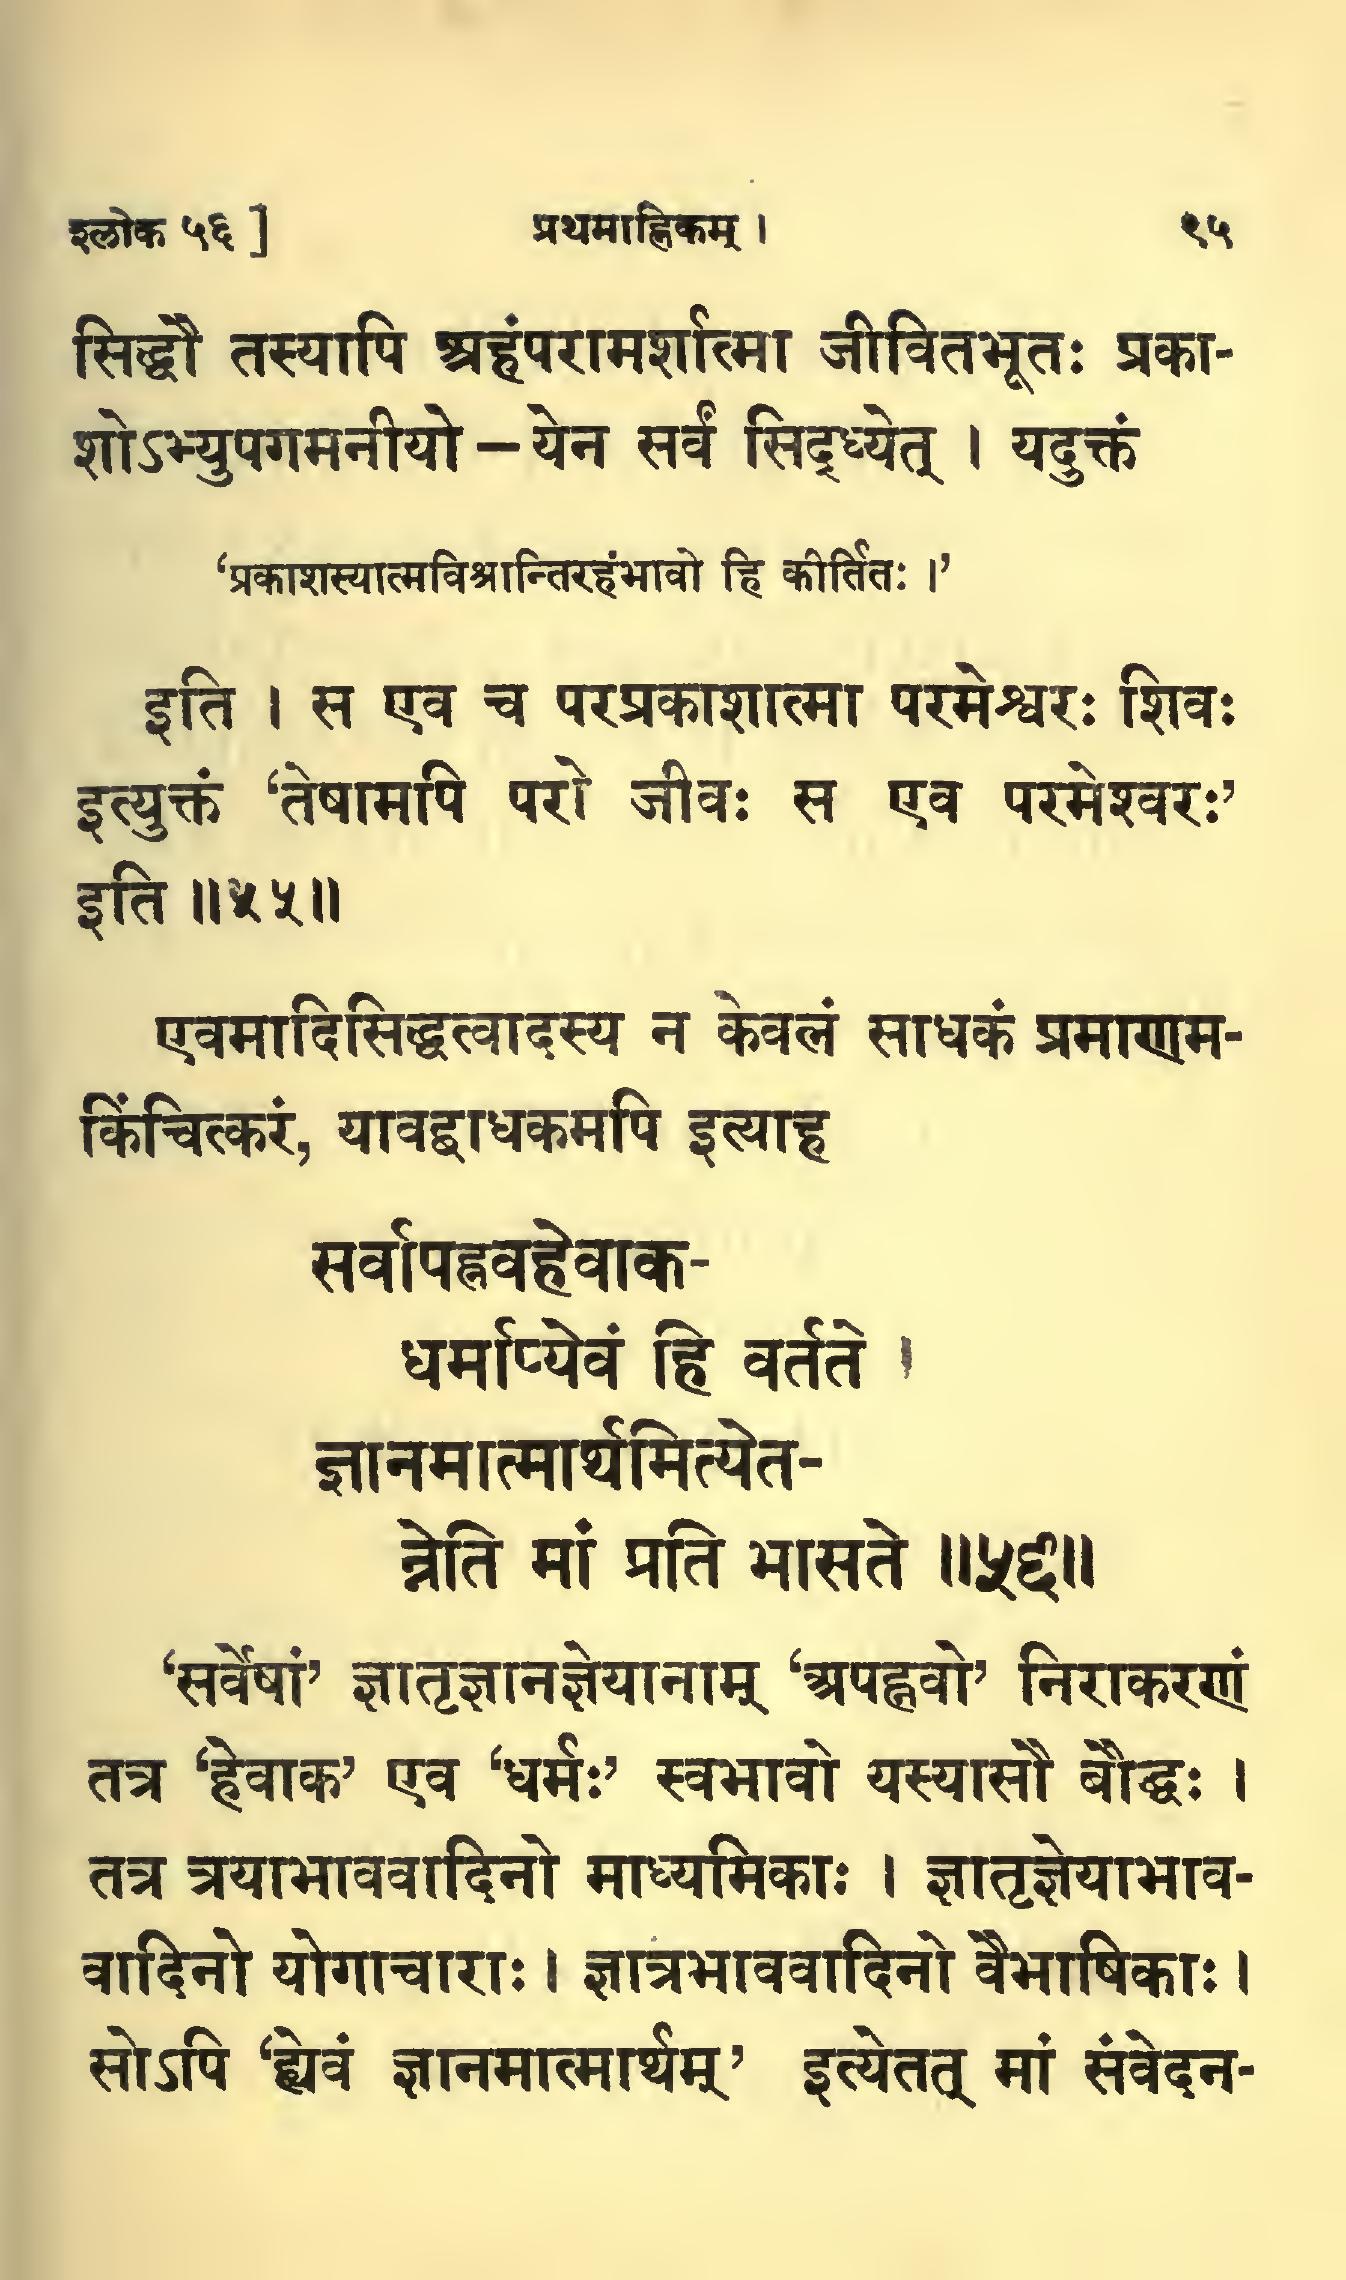 श्लोक ५६ ] प्रथमाह्निकम् । ९५
सिद्धौ तस्यापि अहंपरामर्शात्मा जीवितभूतः प्रका-
शोऽभ्युपगमनीयो – येन सर्वं सिद्ध्येत् । यदुक्तं
‘प्रकाशस्यात्मविश्रान्तिरहंभावो हि कीर्तितः ।’
इति । स एव च परप्रकाशात्मा परमेश्वरः शिवः
इत्युक्तं ‘तेषामपि परो जीवः स एव परमेश्वरः’
इति ॥५५॥
एवमादिसिद्धत्वादस्य न केवलं साधकं प्रमाणम-
किंचित्करं, यावद्बाधकमपि इत्याह
सर्वापह्नवहेवाक-
धर्माप्येवं हि वर्तते ।
ज्ञानमात्मार्थमित्येत-
न्नेति मां प्रति भासते ॥५६॥
‘सर्वेषां’ ज्ञातृज्ञानज्ञेयानाम् ‘अपह्नवो’ निराकरणं
तत्र ‘हेवाक’ एव ‘धर्मः’ स्वभावो यस्यासौ बौद्धः ।
तत्र त्रयाभाववादिनो माध्यमिकाः । ज्ञातृज्ञेयाभाव-
वादिनो योगाचाराः । ज्ञात्रभाववादिनो वैभाषिकाः ।
सोऽपि ‘ह्येवं ज्ञानमात्मार्थम्’ इत्येतत् मां संवेदन-